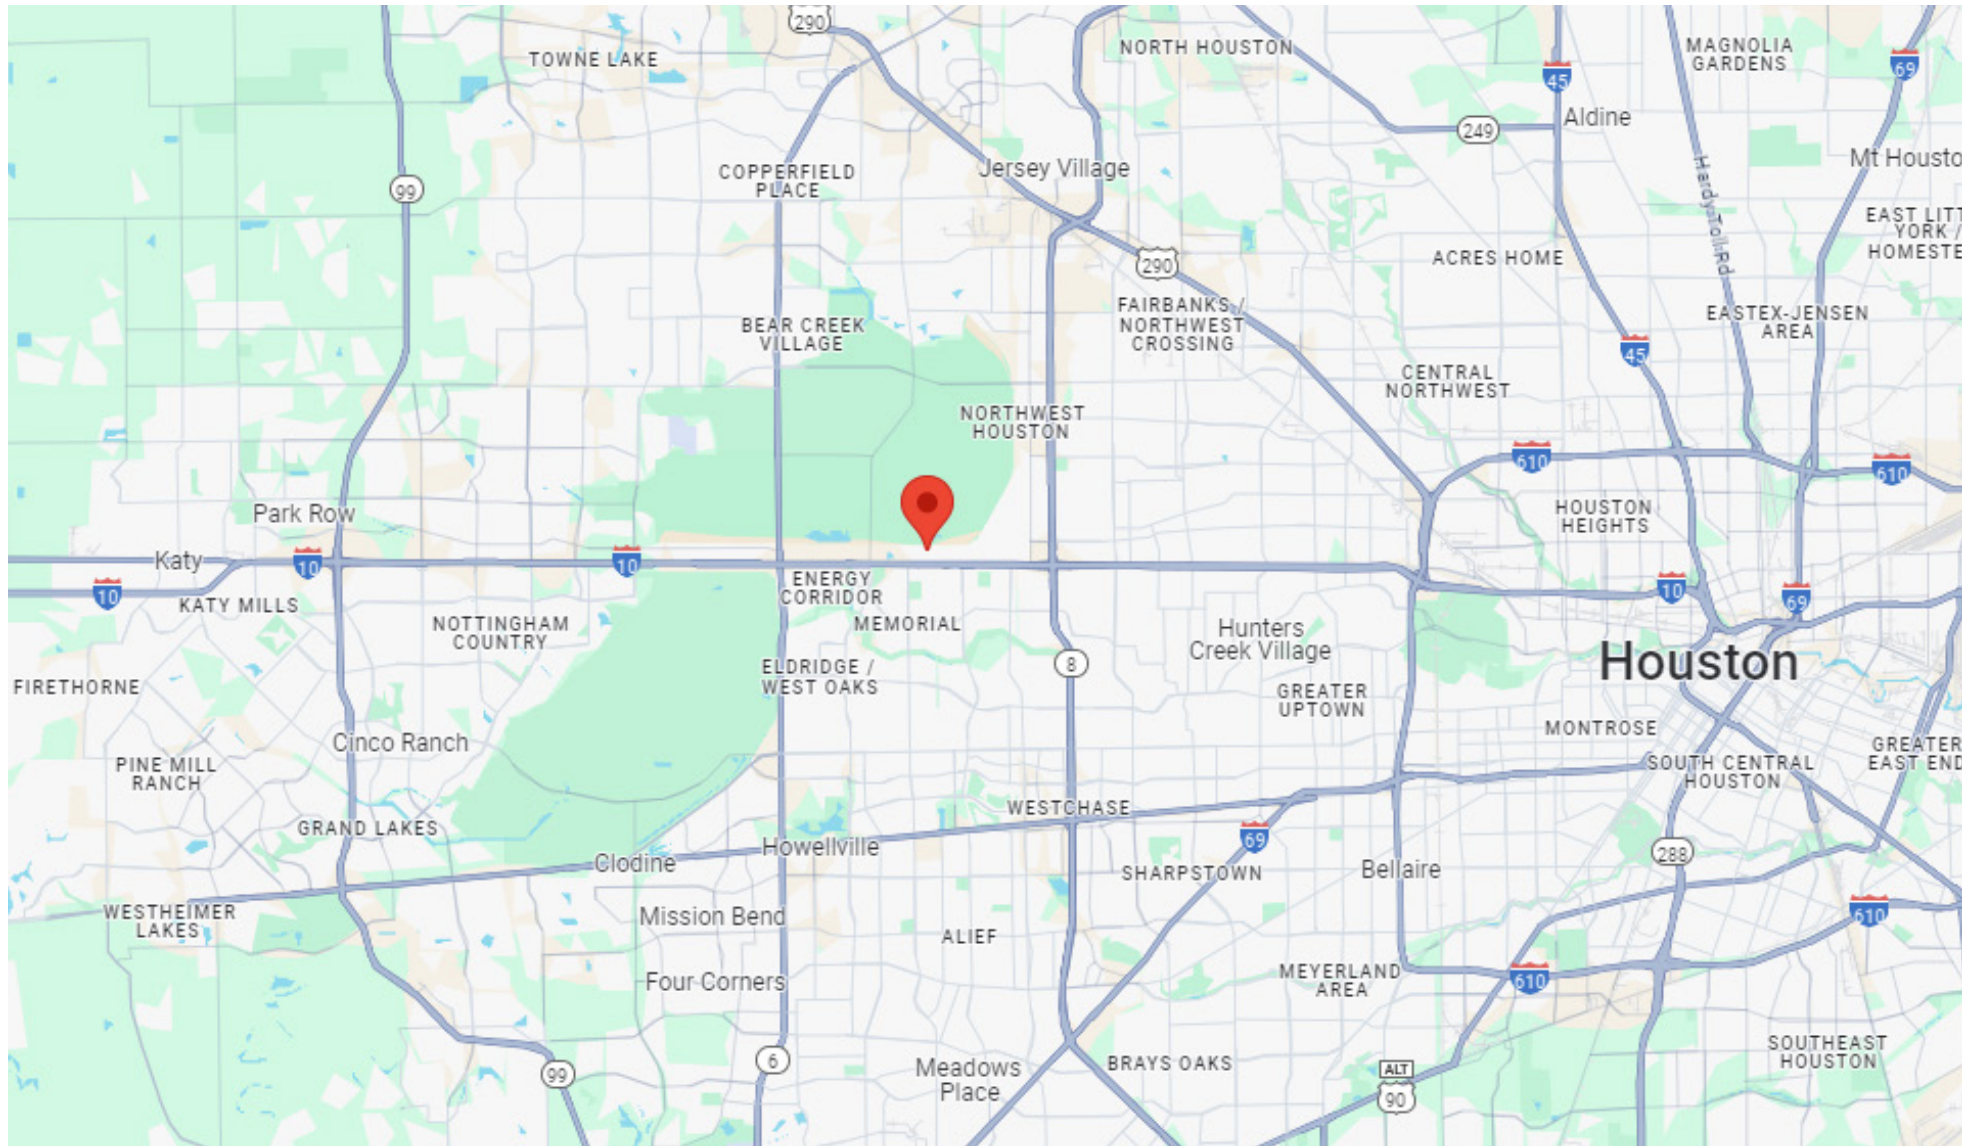 290
TOWNE LAKE
NORTH HOUSTON
MAGNOLIA
GARDENS
69
45
Aldine
249
Mt Housto
Jersey Village
COPPERFIELD
PLACE
99
Hardy Toll Rd
EAST LITT
YORK /
HOMESTE
ACRES HOME
290
FAIRBANKS /
NORTHWEST
CROSSING
EASTEX-JENSEN
AREA
BEAR CREEK
VILLAGE
45
CENTRAL
NORTHWEST
NORTHWEST
HOUSTON
610
610
Park Row
HOUSTON
HEIGHTS
Katy
10
10
10
KATY MILLS
ENERGY
CORRIDOR
10
69
NOTTINGHAM
COUNTRY
MEMORIAL
Hunters
Creek Village
Houston
8
FIRETHORNE
ELDRIDGE /
WEST OAKS
GREATER
UPTOWN
MONTROSE
Cinco Ranch
PINE MILL
RANCH
SOUTH CENTRAL
HOUSTON
GREATER
EAST END
WESTCHASE
GRAND LAKES
69
Howellville
Clodine
288
SHARPSTOWN
Bellaire
WESTHEIMER
LAKES
Mission Bend
610
ALIEF
Four Corners
MEYERLAND
AREA
610
99
6
Meadows
Place
BRAYS OAKS
SOUTHEAST
HOUSTON
ALT
90